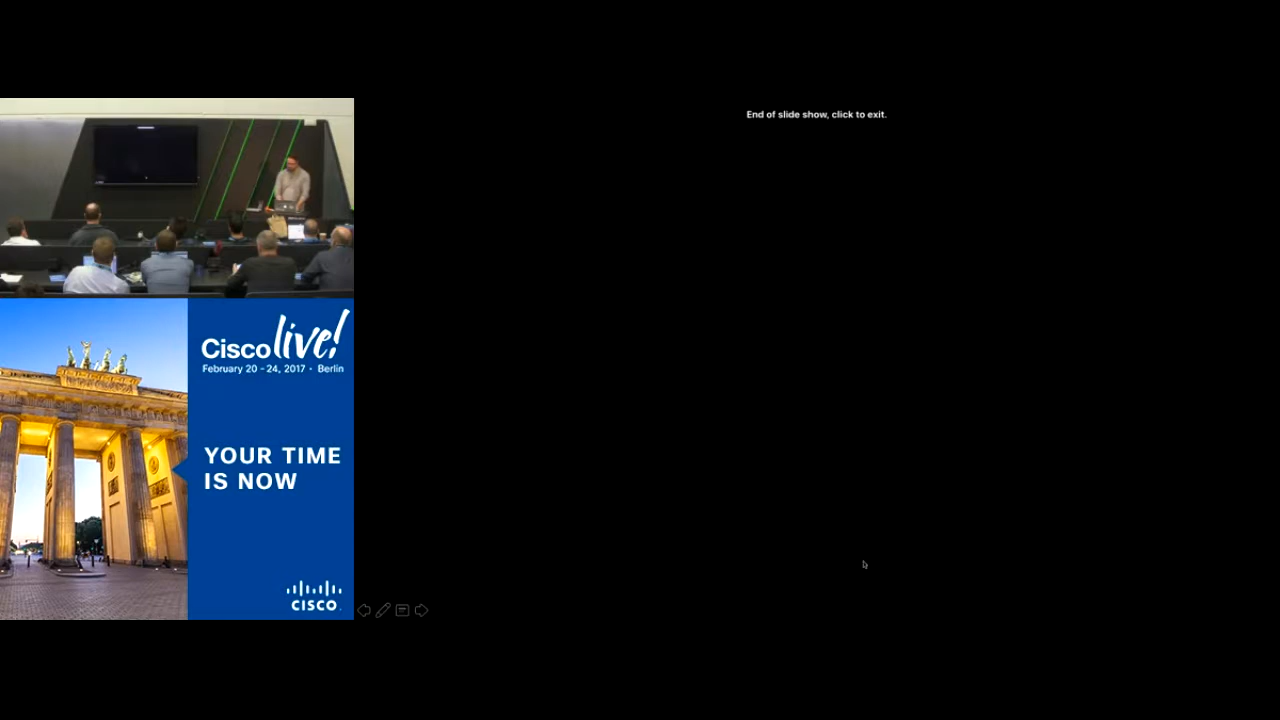 End of slide show, click to exit.
Cisco live!
February 20 - 24, 2017 • Berlin
YOUR TIME
IS NOW
CISCO